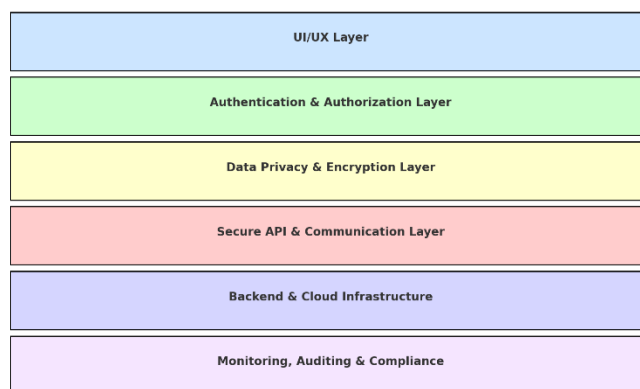 UI/UX Layer
Authentication & Authorization Layer
Data Privacy & Encryption Layer
Secure API & Communication Layer
Backend & Cloud Infrastructure
Monitoring, Auditing & Compliance